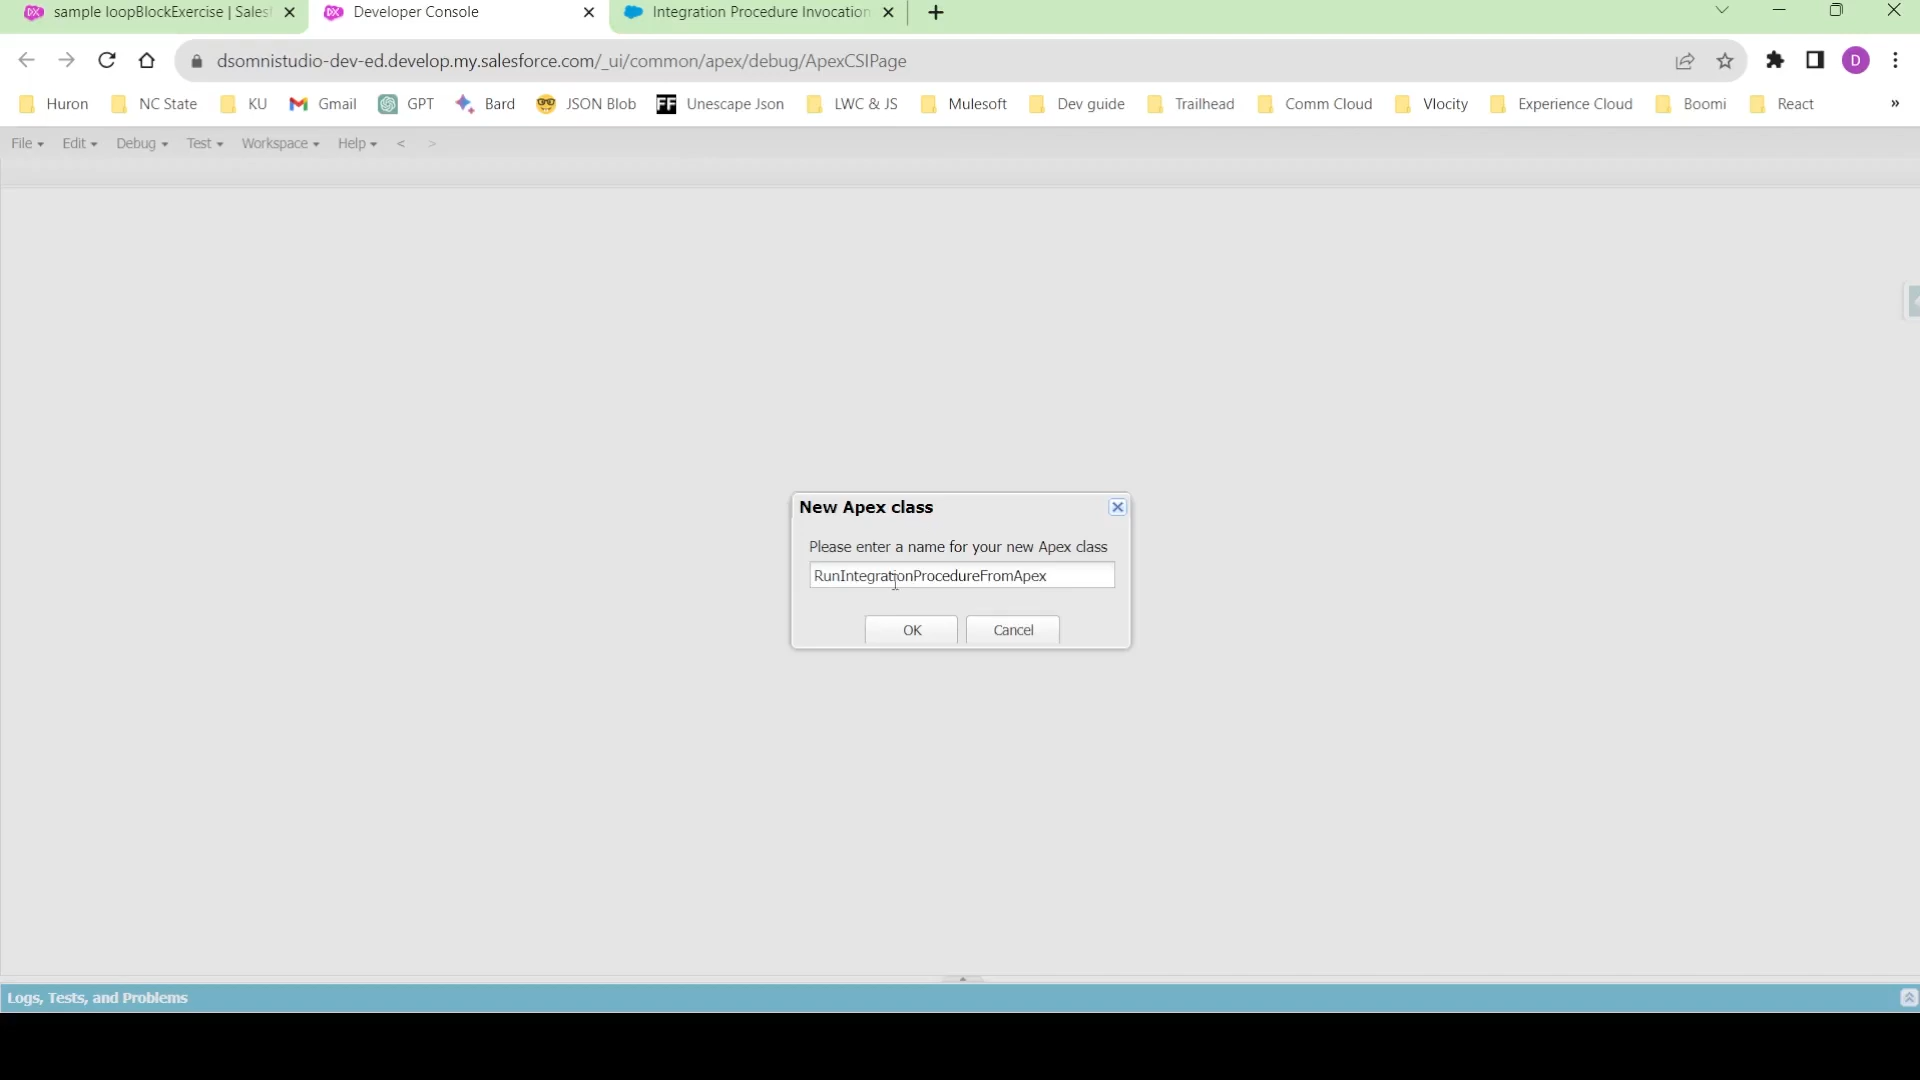 sample loopBlockExercise | Sales
Developer Console
Integration Procedure Invocation
dsomnistudio-dev-ed.develop.my.salesforce.com/_ui/common/apex/debug/ApexCSIPage
D
Huron
NC State
KU
Gmail
GPT
Bard
JSON Blob
FF
Unescape Json
LWC & JS
Mulesoft
Dev guide
Trailhead
Comm Cloud
Vlocity
Experience Cloud
Boomi
React
»
File
Edit
Debug
Test
Workspace
Help
<
>
New Apex class
Please enter a name for your new Apex class
RunIntegrationProcedureFromApex
OK
Cancel
Logs, Tests, and Problems